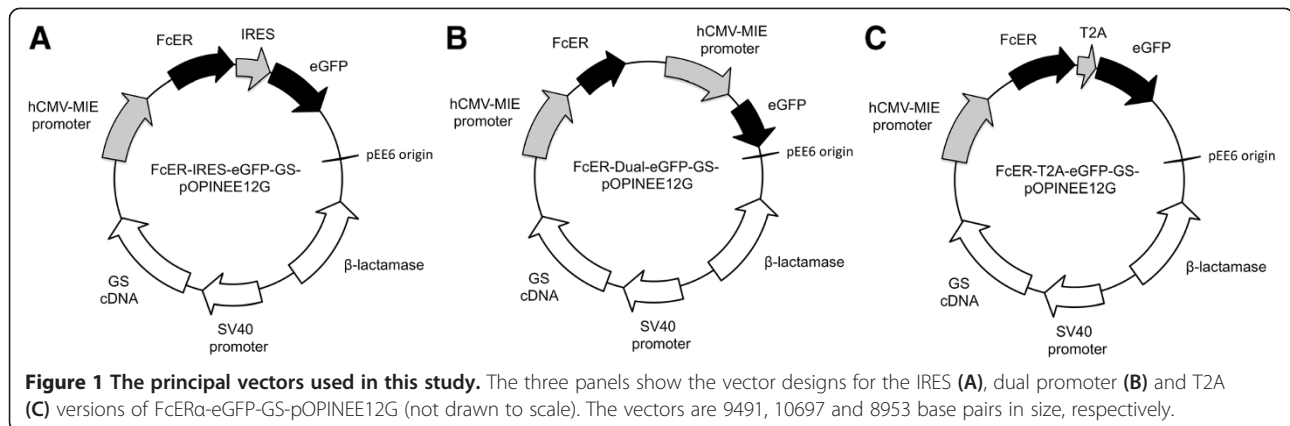 A
FcER
IRES
eGFP
hCMV-MIE
promoter
pEE6 origin
FcER-IRES-eGFP-GS-
pOPINEE12G
β-lactamase
GS
cDNA
SV40
promoter
B
FcER
hCMV-MIE
promoter
hCMV-MIE
promoter
eGFP
pEE6 origin
FcER-Dual-eGFP-GS-
pOPINEE12G
β-lactamase
GS
cDNA
SV40
promoter
C
FcER
T2A
eGFP
hCMV-MIE
promoter
pEE6 origin
FcER-T2A-eGFP-GS-
pOPINEE12G
β-lactamase
GS
cDNA
SV40
promoter
Figure 1 The principal vectors used in this study. The three panels show the vector designs for the IRES (A), dual promoter (B) and T2A
(C) versions of FcERα-eGFP-GS-pOPINEE12G (not drawn to scale). The vectors are 9491, 10697 and 8953 base pairs in size, respectively.